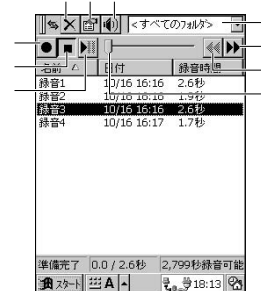 <すべてのﾌｫﾙﾀﾞ>
名前 日付 録音時間
録音1 10/16 16:16 2.6秒
録音2 10/16 16:16 1.9秒
録音3 10/16 16:16 2.6秒
録音4 10/16 16:17 1.7秒
準備完了 0.0 / 2.6秒 2,799秒録音可能
スタート A 18:13